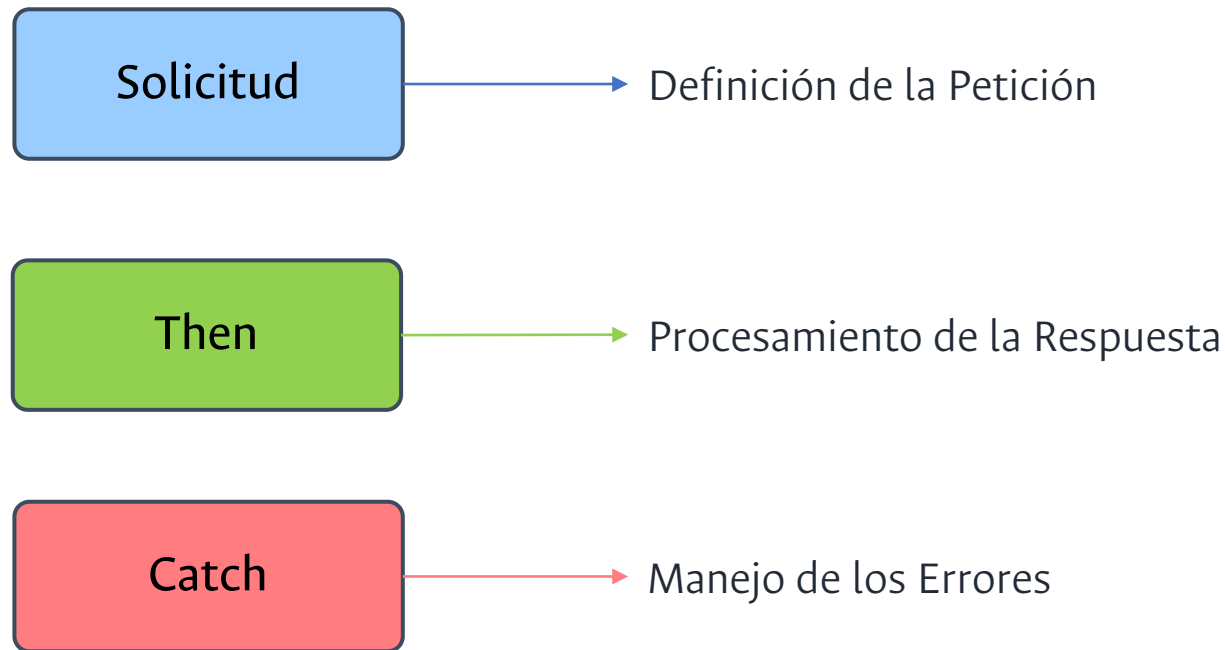 Solicitud
Definición de la Petición
Then
Procesamiento de la Respuesta
Catch
Manejo de los Errores